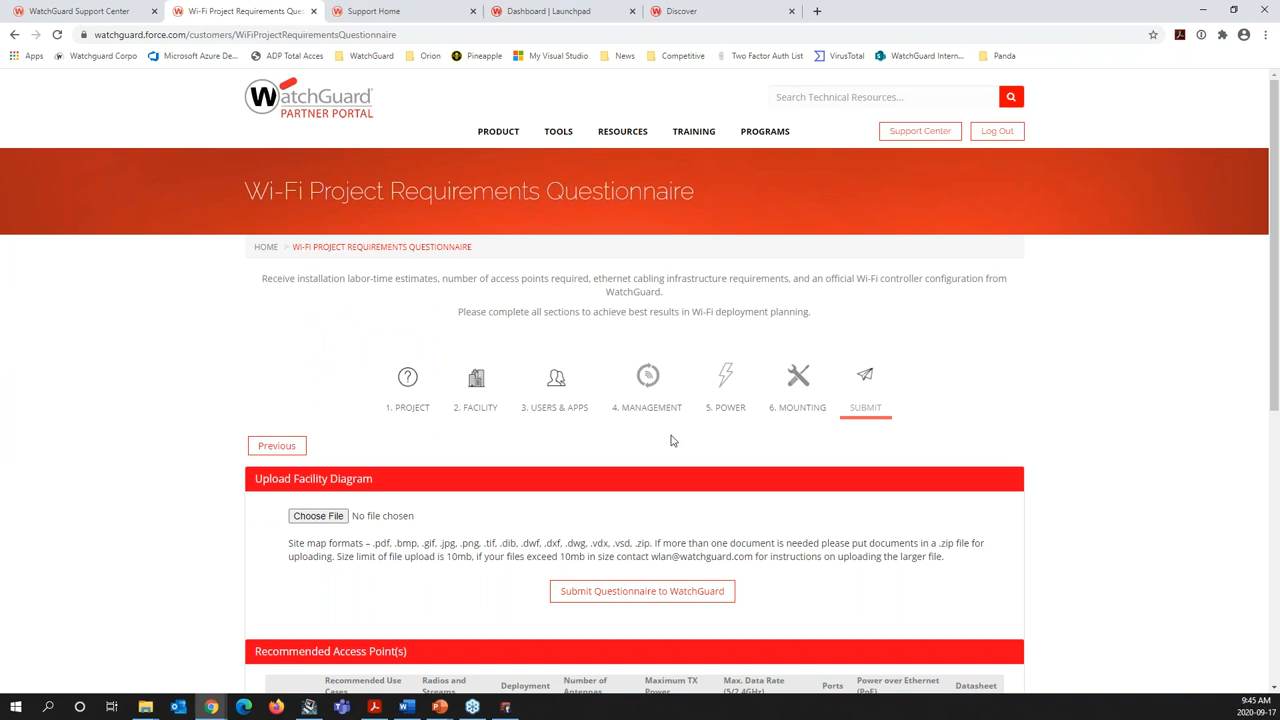 WatchGuard Support Center
Wi-Fi Project Requirements Ques
Support Home
Dashboard | Launchpad
Discover
watchguard.force.com/customers/WiFiProjectRequirementsQuestionnaire
Apps
Watchguard Corpo
Microsoft Azure De...
ADP Total Acces
WatchGuard
Orion
Pineapple
My Visual Studio
News
Competitive
Two Factor Auth List
VirusTotal
WatchGuard Intern...
Panda
WatchGuard
PARTNER PORTAL
Search Technical Resources...
PRODUCT
TOOLS
RESOURCES
TRAINING
PROGRAMS
Support Center
Log Out
Wi-Fi Project Requirements Questionnaire
HOME > WI-FI PROJECT REQUIREMENTS QUESTIONNAIRE
Receive installation labor-time estimates, number of access points required, ethernet cabling infrastructure requirements, and an official Wi-Fi controller configuration from
WatchGuard.
Please complete all sections to achieve best results in Wi-Fi deployment planning.
1. PROJECT
2. FACILITY
3. USERS & APPS
4. MANAGEMENT
5. POWER
6. MOUNTING
SUBMIT
Previous
Upload Facility Diagram
Choose File No file chosen
Site map formats – .pdf, .bmp, .gif, .jpg, .png, .tif, .dib, .dwf, .dxf, .dwg, .vdx, .vsd, .zip. If more than one document is needed please put documents in a .zip file for
uploading. Size limit of file upload is 10mb, if your files exceed 10mb in size contact wlan@watchguard.com for instructions on uploading the larger file.
Submit Questionnaire to WatchGuard
Recommended Access Point(s)
Recommended Use
Cases
Radios and
Streams
Deployment
Number of
Antennas
Maximum TX
Power
Max. Data Rate
(5/2.4GHz)
Ports
Power over Ethernet
(PoE)
Datasheet
9:45 AM
2020-09-17